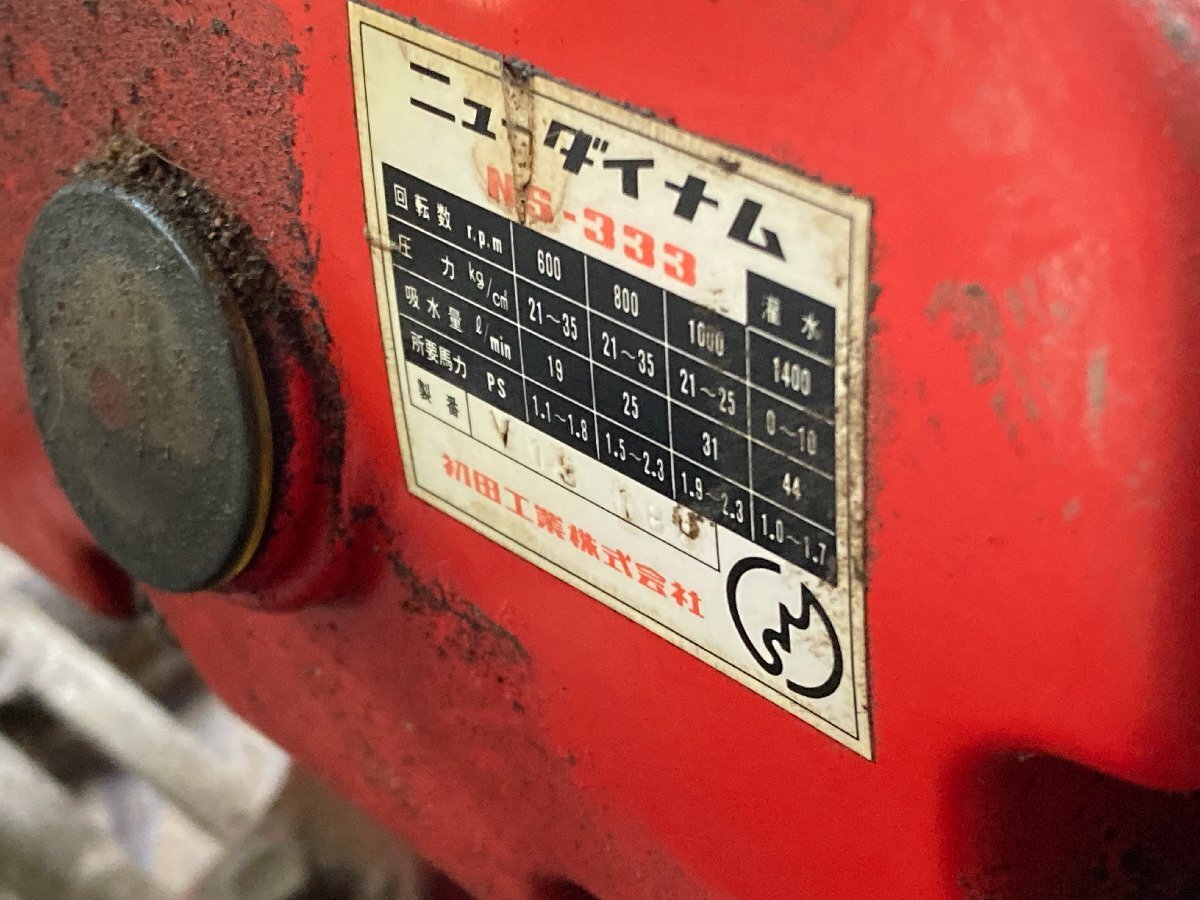 ニューダイナム
NS-333
灌水
回転数 r.p.m 600 800 1000 1400
圧力 kg/cm² 21~35 21~35 21~25 0~10
吸水量 ℓ/min 19 25 31 44
所要馬力 PS 1.1~1.8 1.5~2.3 1.9~2.3 1.0~1.7
製番
初田工業株式会社